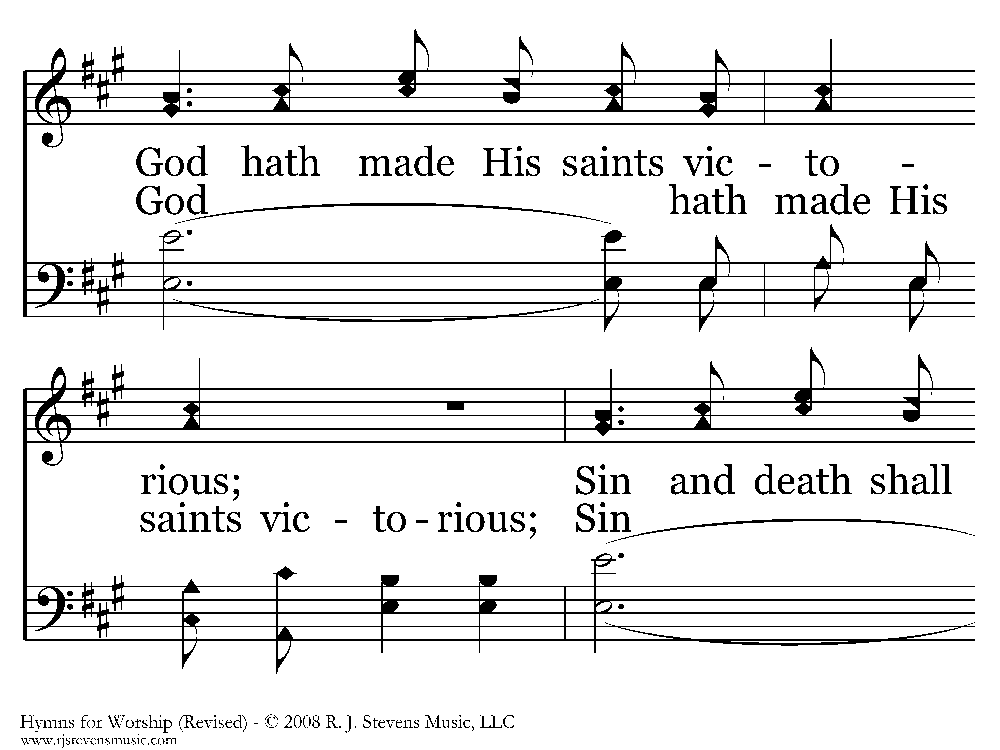 God hath made His saints vic - to -
God hath made His
rious; Sin and death shall
saints vic - to - rious; Sin
Hymns for Worship (Revised) - © 2008 R. J. Stevens Music, LLC
www.rjstevensmusic.com